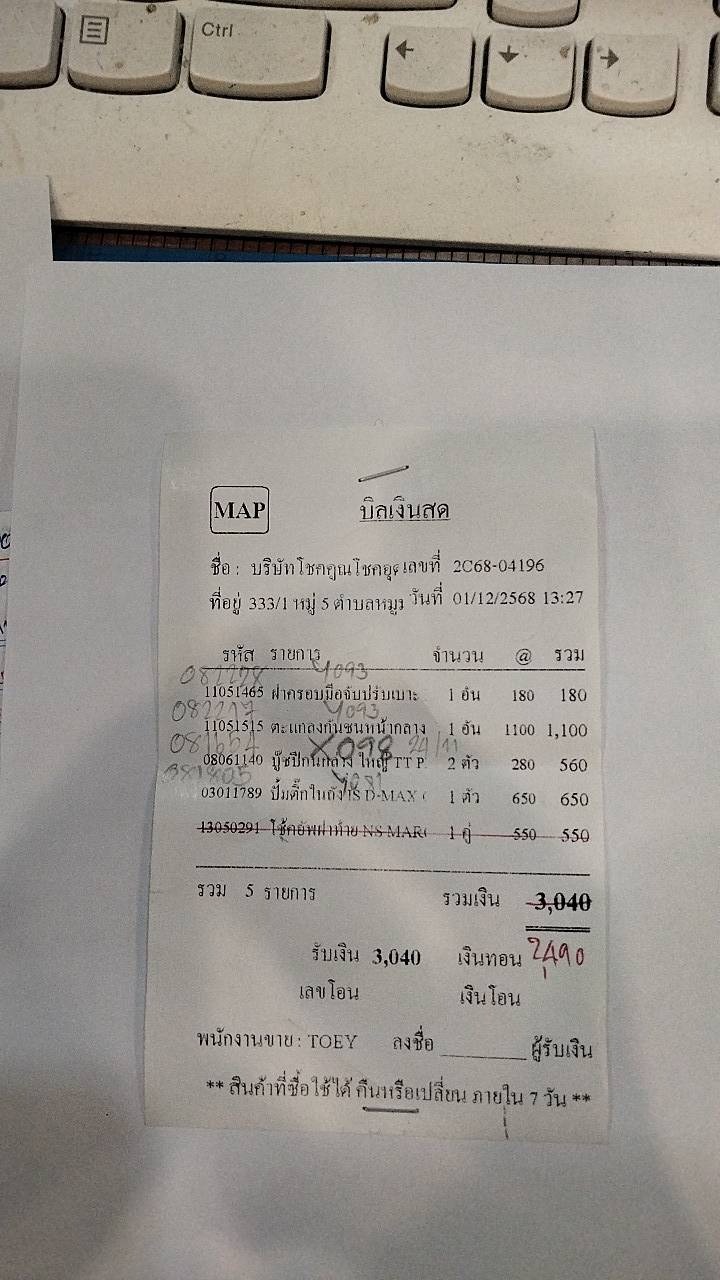 Ctrl
MAP
บิลเงินสด
ชื่อ : บริษัทโชคคูณโชคอุ เลขที่ 2C68-04196
ที่อยู่ 333/1 หมู่ 5 ตำบลหมูม วันที่ 01/12/2568 13:27
รหัส รายการ จำนวน @ รวม
Y093
11051465 ฝาครอบมือจับปรับเบาะ 1 อัน 180 180
082217 Y093
11051515 ตะแกลงกันชนหน้ากลาง 1 อัน 1100 1,100
081654 X098 24/11
08061140 บู๊ชปีกนกล่าง ใหญ่ TT P 2 ตัว 280 560
081805
03011789 ปั้มติ๊กในถัง IS D-MAX ( 1 ตัว 650 650
13050291 โช้คอัพฝาท้าย NS MAR( 1 คู่ 550 550
รวม 5 รายการ รวมเงิน 3,040
รับเงิน 3,040 เงินทอน 2,490
เลขโอน เงินโอน
พนักงานขาย : TOEY ลงชื่อ ________ ผู้รับเงิน
** สินค้าที่ซื้อใช้ได้ คืนหรือเปลี่ยน ภายใน 7 วัน **